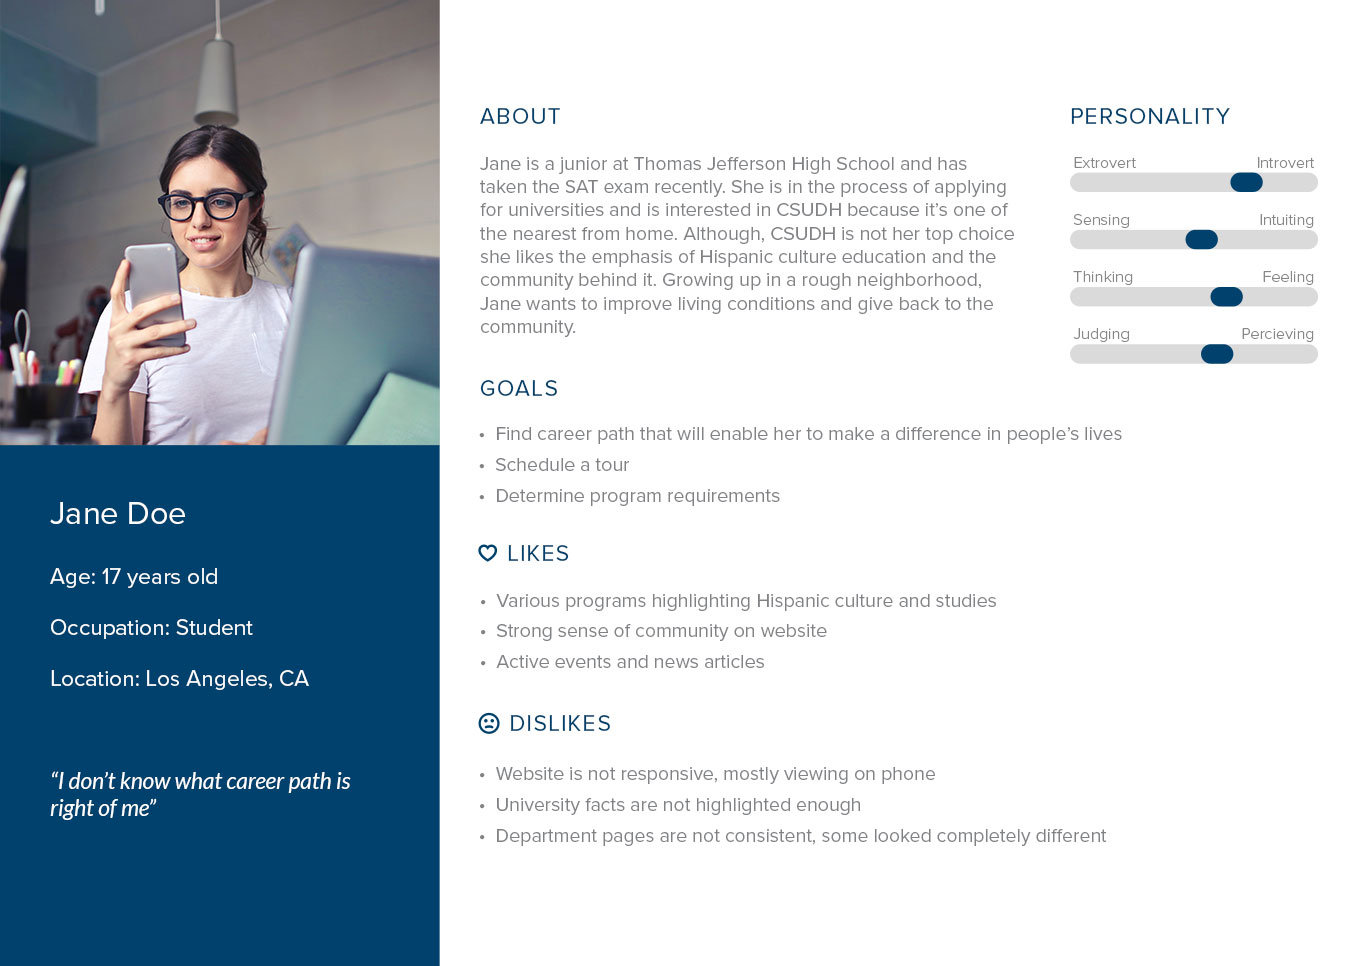 Jane Doe
Age: 17 years old
Occupation: Student
Location: Los Angeles, CA
“I don’t know what career path is
right of me”
ABOUT
Jane is a junior at Thomas Jefferson High School and has
taken the SAT exam recently. She is in the process of applying
for universities and is interested in CSUDH because it’s one of
the nearest from home. Although, CSUDH is not her top choice
she likes the emphasis of Hispanic culture education and the
community behind it. Growing up in a rough neighborhood,
Jane wants to improve living conditions and give back to the
community.
PERSONALITY
Extrovert Introvert
Sensing Intuiting
Thinking Feeling
Judging Percieving
GOALS
• Find career path that will enable her to make a difference in people’s lives
• Schedule a tour
• Determine program requirements
LIKES
• Various programs highlighting Hispanic culture and studies
• Strong sense of community on website
• Active events and news articles
DISLIKES
• Website is not responsive, mostly viewing on phone
• University facts are not highlighted enough
• Department pages are not consistent, some looked completely different